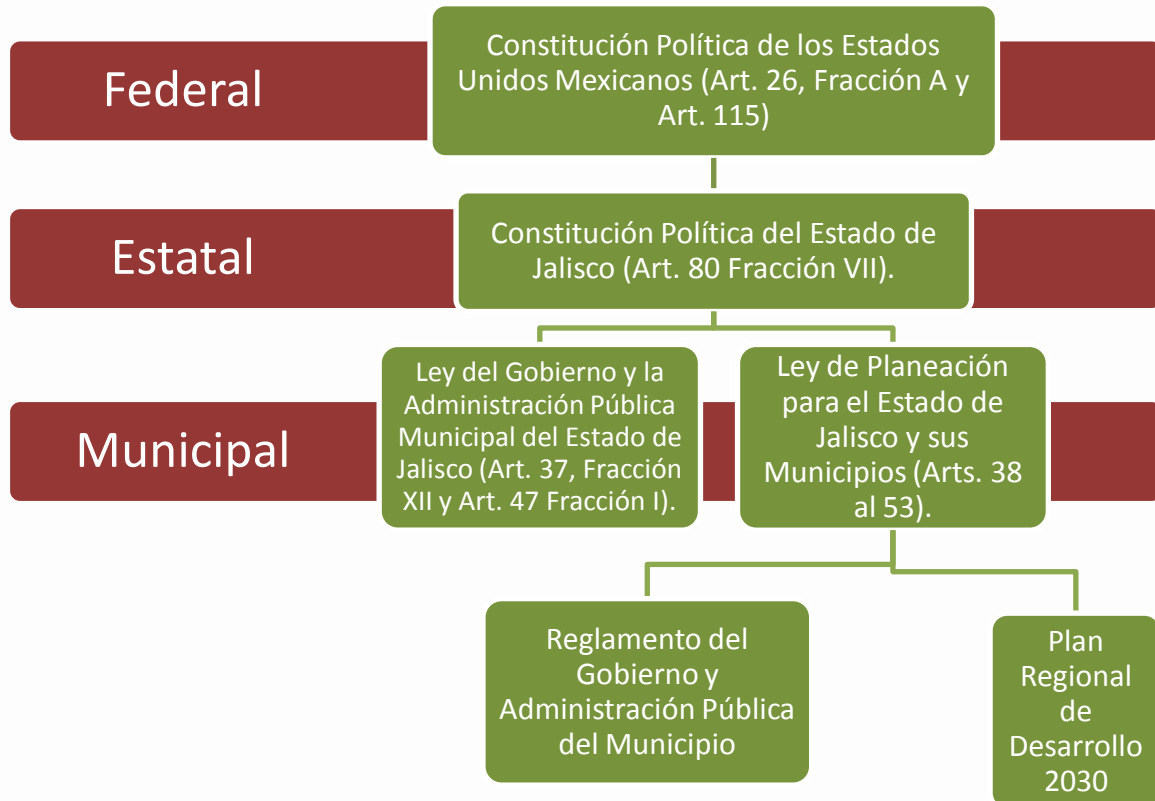 Federal
Constitución Política de los Estados
Unidos Mexicanos (Art. 26, Fracción A y
Art. 115)
Estatal
Constitución Política del Estado de
Jalisco (Art. 80 Fracción VII).
Municipal
Ley del Gobierno y la
Administración Pública
Municipal del Estado de
Jalisco (Art. 37, Fracción
XII y Art. 47 Fracción I).
Ley de Planeación
para el Estado de
Jalisco y sus
Municipios (Arts. 38
al 53).
Reglamento del
Gobierno y
Administración Pública
del Municipio
Plan
Regional
de
Desarrollo
2030